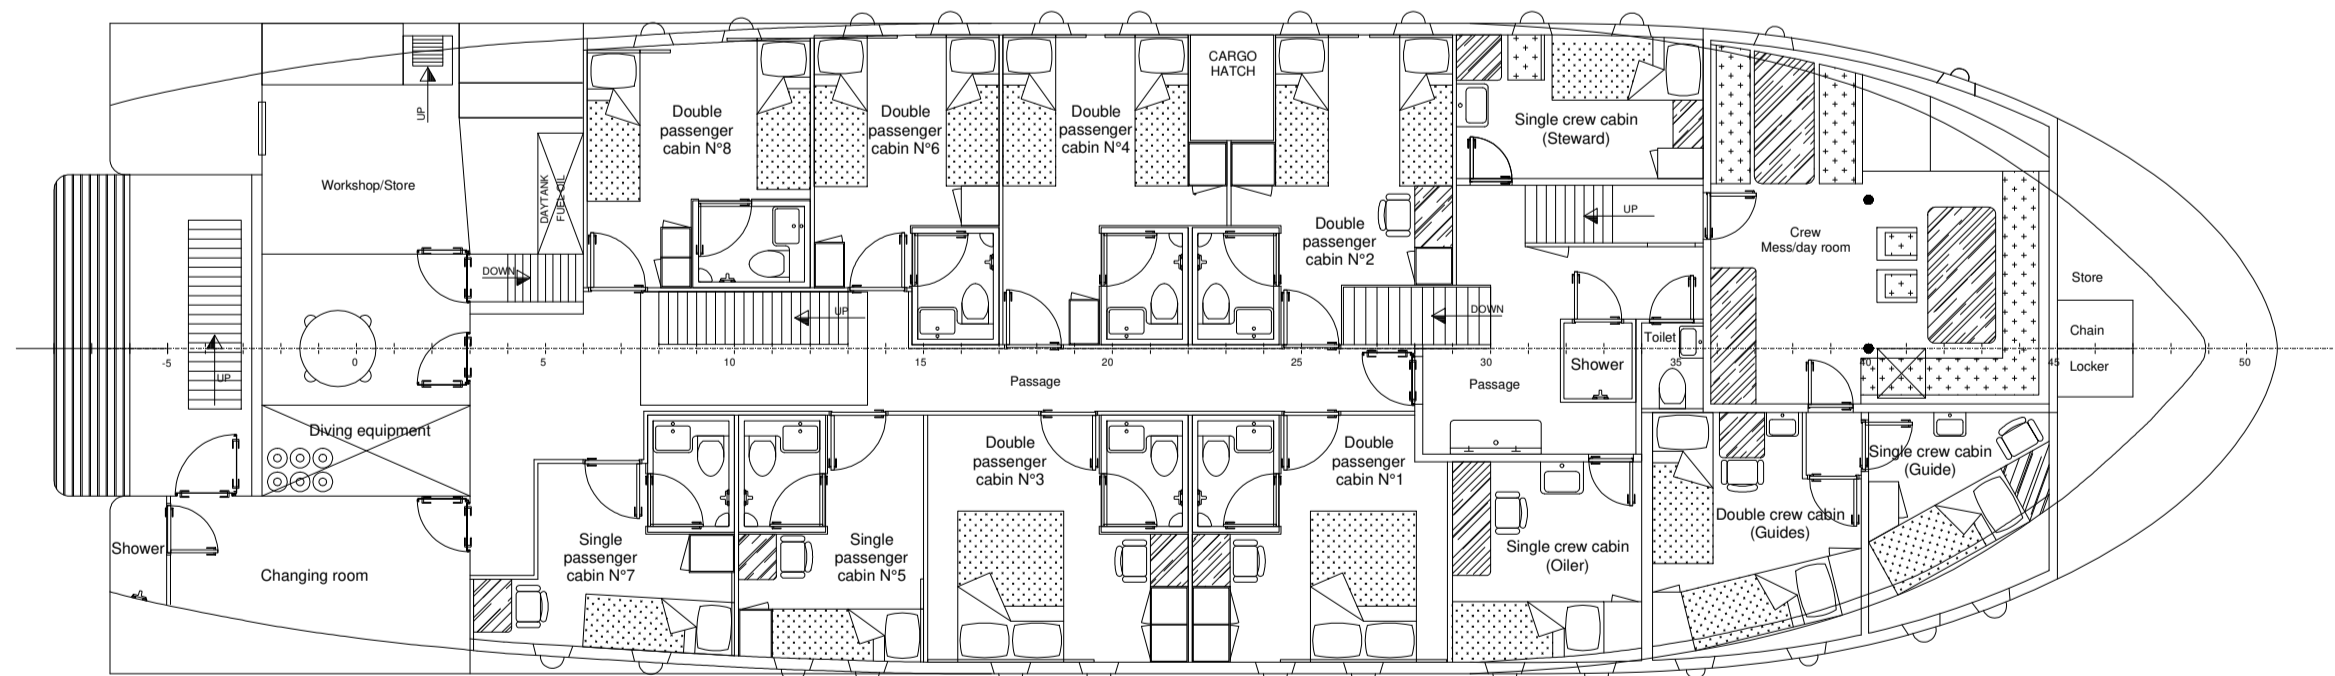 CARGO
HATCH
UP
Double
passenger
cabin N°8
Double
passenger
cabin N°6
Double
passenger
cabin N°4
Single crew cabin
(Steward)
Workshop/Store
DAYTANK
FUEL OIL
UP
Double
passenger
cabin N°2
Crew
Mess/day room
DOWN
Store
UP
DOWN
Chain
Toilet
-5
0
5
10
15
20
25
30
35
40
45
50
Shower
Locker
UP
Passage
Passage
Diving equipment
Double
passenger
cabin N°3
Double
passenger
cabin N°1
Single crew cabin
(Guide)
Double crew cabin
(Guides)
Shower
Single
passenger
cabin N°7
Single
passenger
cabin N°5
Single crew cabin
(Oiler)
Changing room